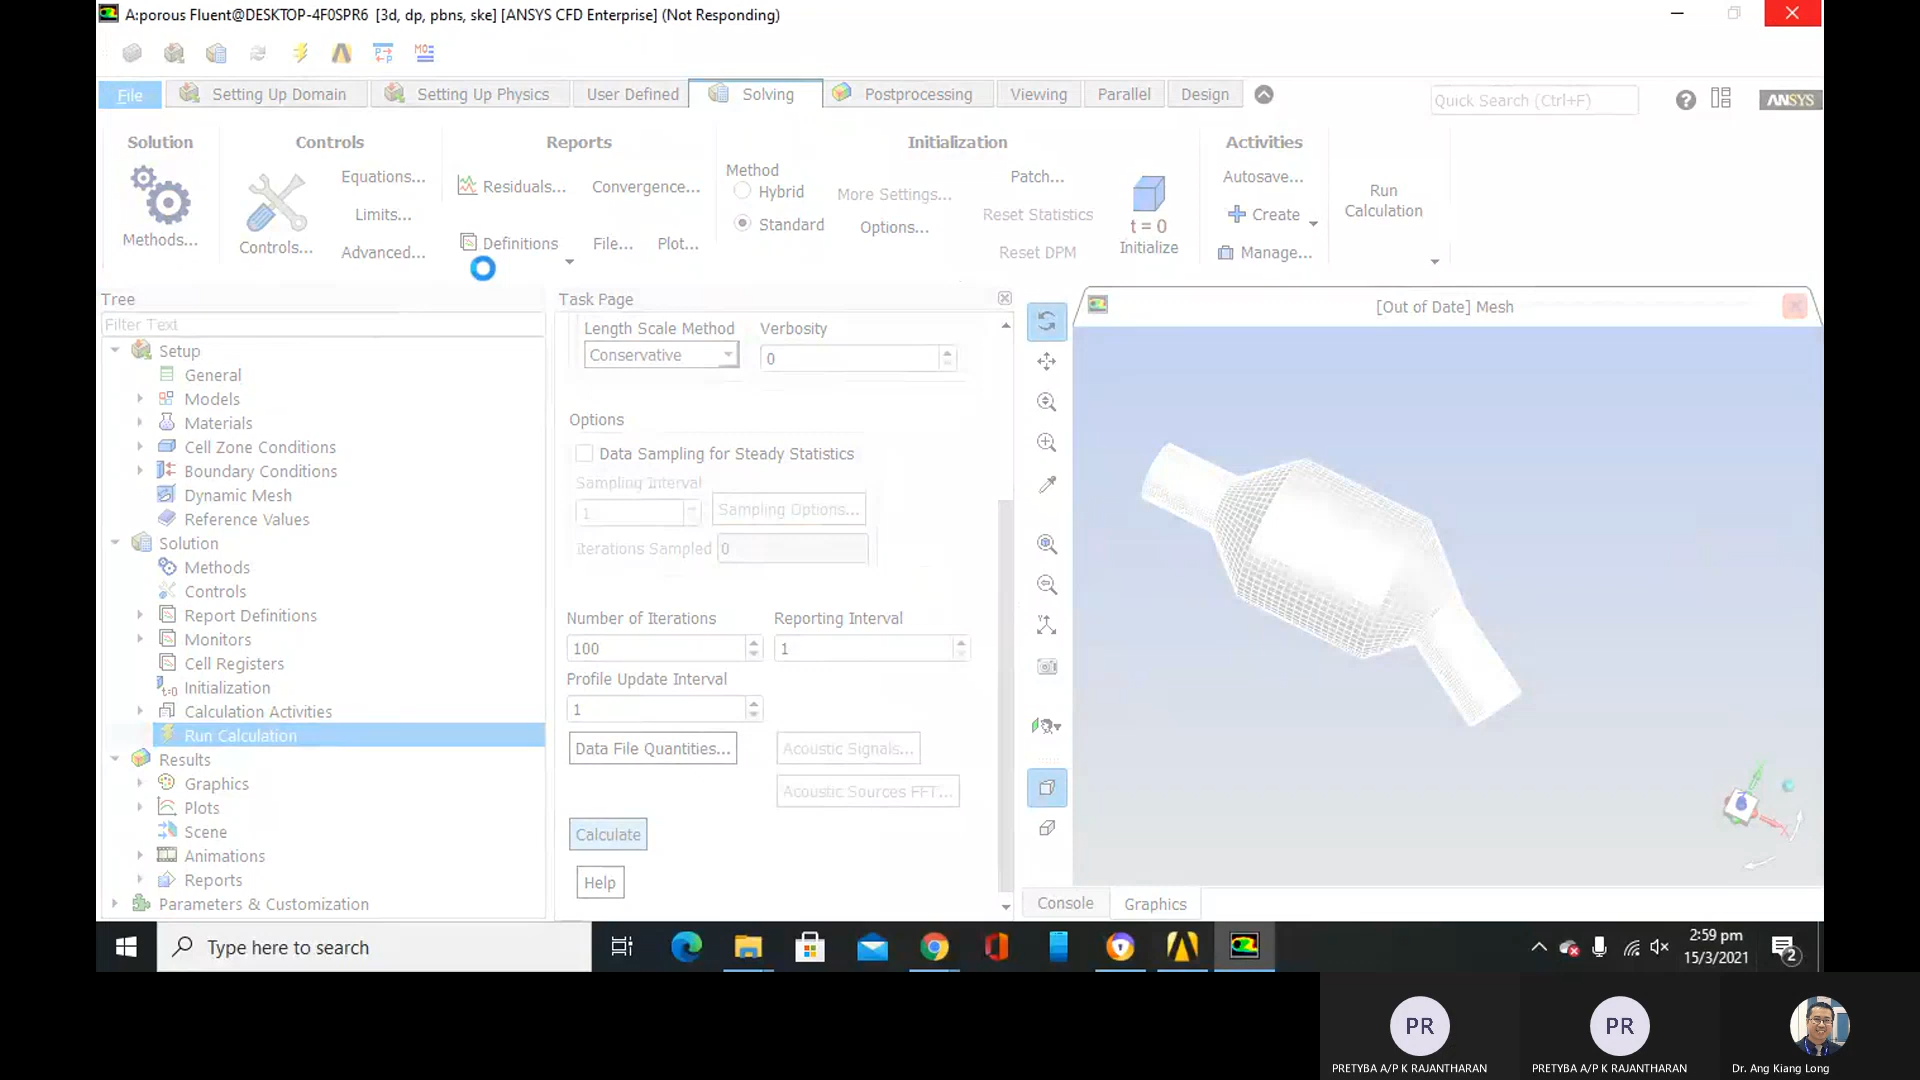 A:porous Fluent@DESKTOP-4F0SPR6 [3d, dp, pbns, ske] [ANSYS CFD Enterprise] (Not Responding)
File
Setting Up Domain
Setting Up Physics
User Defined
Solving
Postprocessing
Viewing
Parallel
Design
Quick Search (Ctrl+F)
ANSYS
Solution
Methods...
Controls
Controls...
Equations...
Limits...
Advanced...
Reports
Residuals...
Convergence...
Definitions
File...
Plot...
Initialization
Method
Hybrid
Standard
More Settings...
Options...
Patch...
Reset Statistics
Reset DPM
t = 0
Initialize
Activities
Autosave...
Create
Manage...
Run
Calculation
Tree
Filter Text
Setup
General
Models
Materials
Cell Zone Conditions
Boundary Conditions
Dynamic Mesh
Reference Values
Solution
Methods
Controls
Report Definitions
Monitors
Cell Registers
Initialization
Calculation Activities
Run Calculation
Results
Graphics
Plots
Scene
Animations
Reports
Parameters & Customization
Task Page
Length Scale Method
Verbosity
Conservative
0
Options
Data Sampling for Steady Statistics
Sampling Interval
1
Sampling Options...
Iterations Sampled 0
Number of Iterations
Reporting Interval
100
1
Profile Update Interval
1
Data File Quantities...
Acoustic Signals...
Acoustic Sources FFT...
Calculate
Help
[Out of Date] Mesh
Console
Graphics
Type here to search
2:59 pm
15/3/2021
2
PR
PR
PRETYBA A/P K RAJANTHARAN
PRETYBA A/P K RAJANTHARAN
Dr. Ang Kiang Long